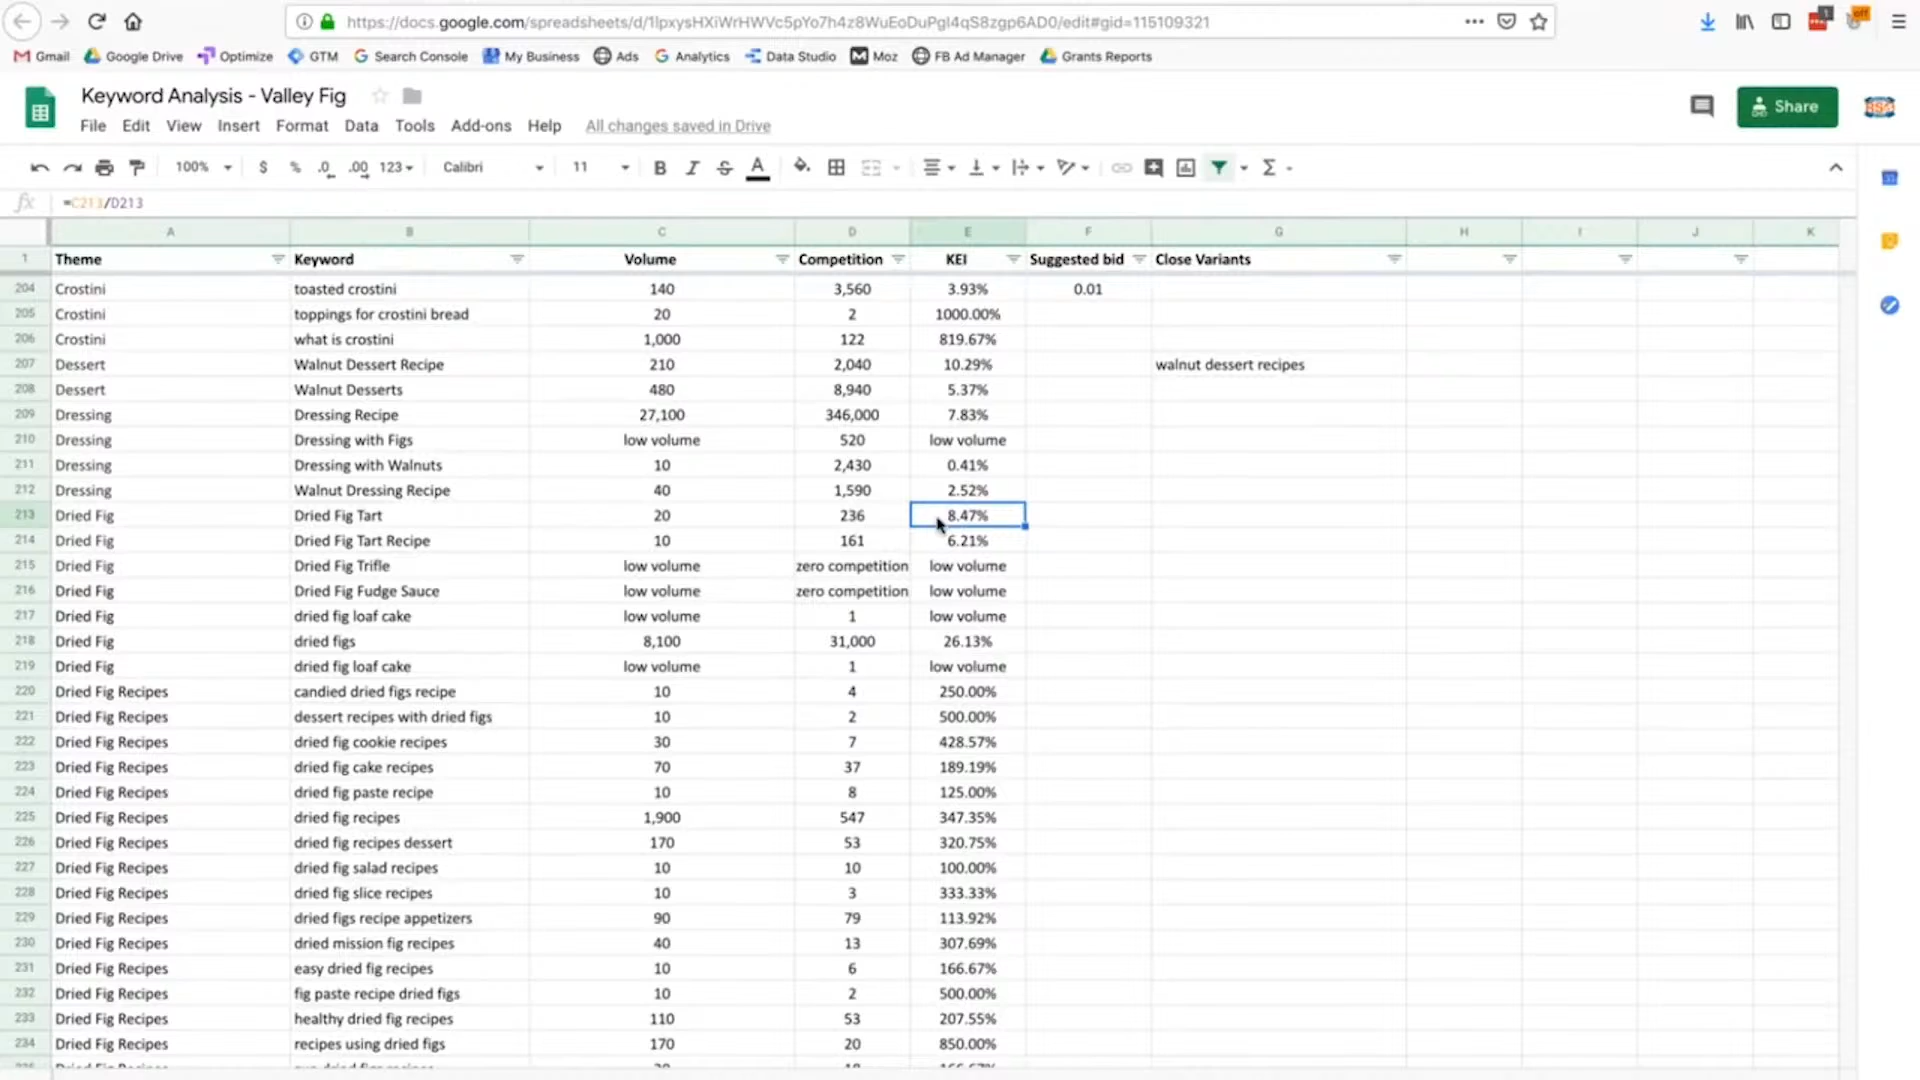 https://docs.google.com/spreadsheets/d/1lpxysHXiWrHWVc5pYo7h4z8WuEoDuPgI4qS8zgp6AD0/edit#gid=115109321
Gmail Google Drive Optimize GTM Search Console My Business Ads Analytics Data Studio Moz FB Ad Manager Grants Reports
Keyword Analysis - Valley Fig
Share
File Edit View Insert Format Data Tools Add-ons Help All changes saved in Drive
100% $ % .0 .00 123 Calibri 11 B I S A Σ
fx =C213/D213
A B C D E F G H I J K
1 Theme Keyword Volume Competition KEI Suggested bid Close Variants
204 Crostini toasted crostini 140 3,560 3.93% 0.01
205 Crostini toppings for crostini bread 20 2 1000.00%
206 Crostini what is crostini 1,000 122 819.67%
207 Dessert Walnut Dessert Recipe 210 2,040 10.29% walnut dessert recipes
208 Dessert Walnut Desserts 480 8,940 5.37%
209 Dressing Dressing Recipe 27,100 346,000 7.83%
210 Dressing Dressing with Figs low volume 520 low volume
211 Dressing Dressing with Walnuts 10 2,430 0.41%
212 Dressing Walnut Dressing Recipe 40 1,590 2.52%
213 Dried Fig Dried Fig Tart 20 236 8.47%
214 Dried Fig Dried Fig Tart Recipe 10 161 6.21%
215 Dried Fig Dried Fig Trifle low volume zero competition low volume
216 Dried Fig Dried Fig Fudge Sauce low volume zero competition low volume
217 Dried Fig dried fig loaf cake low volume 1 low volume
218 Dried Fig dried figs 8,100 31,000 26.13%
219 Dried Fig dried fig loaf cake low volume 1 low volume
220 Dried Fig Recipes candied dried figs recipe 10 4 250.00%
221 Dried Fig Recipes dessert recipes with dried figs 10 2 500.00%
222 Dried Fig Recipes dried fig cookie recipes 30 7 428.57%
223 Dried Fig Recipes dried fig cake recipes 70 37 189.19%
224 Dried Fig Recipes dried fig paste recipe 10 8 125.00%
225 Dried Fig Recipes dried fig recipes 1,900 547 347.35%
226 Dried Fig Recipes dried fig recipes dessert 170 53 320.75%
227 Dried Fig Recipes dried fig salad recipes 10 10 100.00%
228 Dried Fig Recipes dried fig slice recipes 10 3 333.33%
229 Dried Fig Recipes dried figs recipe appetizers 90 79 113.92%
230 Dried Fig Recipes dried mission fig recipes 40 13 307.69%
231 Dried Fig Recipes easy dried fig recipes 10 6 166.67%
232 Dried Fig Recipes fig paste recipe dried figs 10 2 500.00%
233 Dried Fig Recipes healthy dried fig recipes 110 53 207.55%
234 Dried Fig Recipes recipes using dried figs 170 20 850.00%